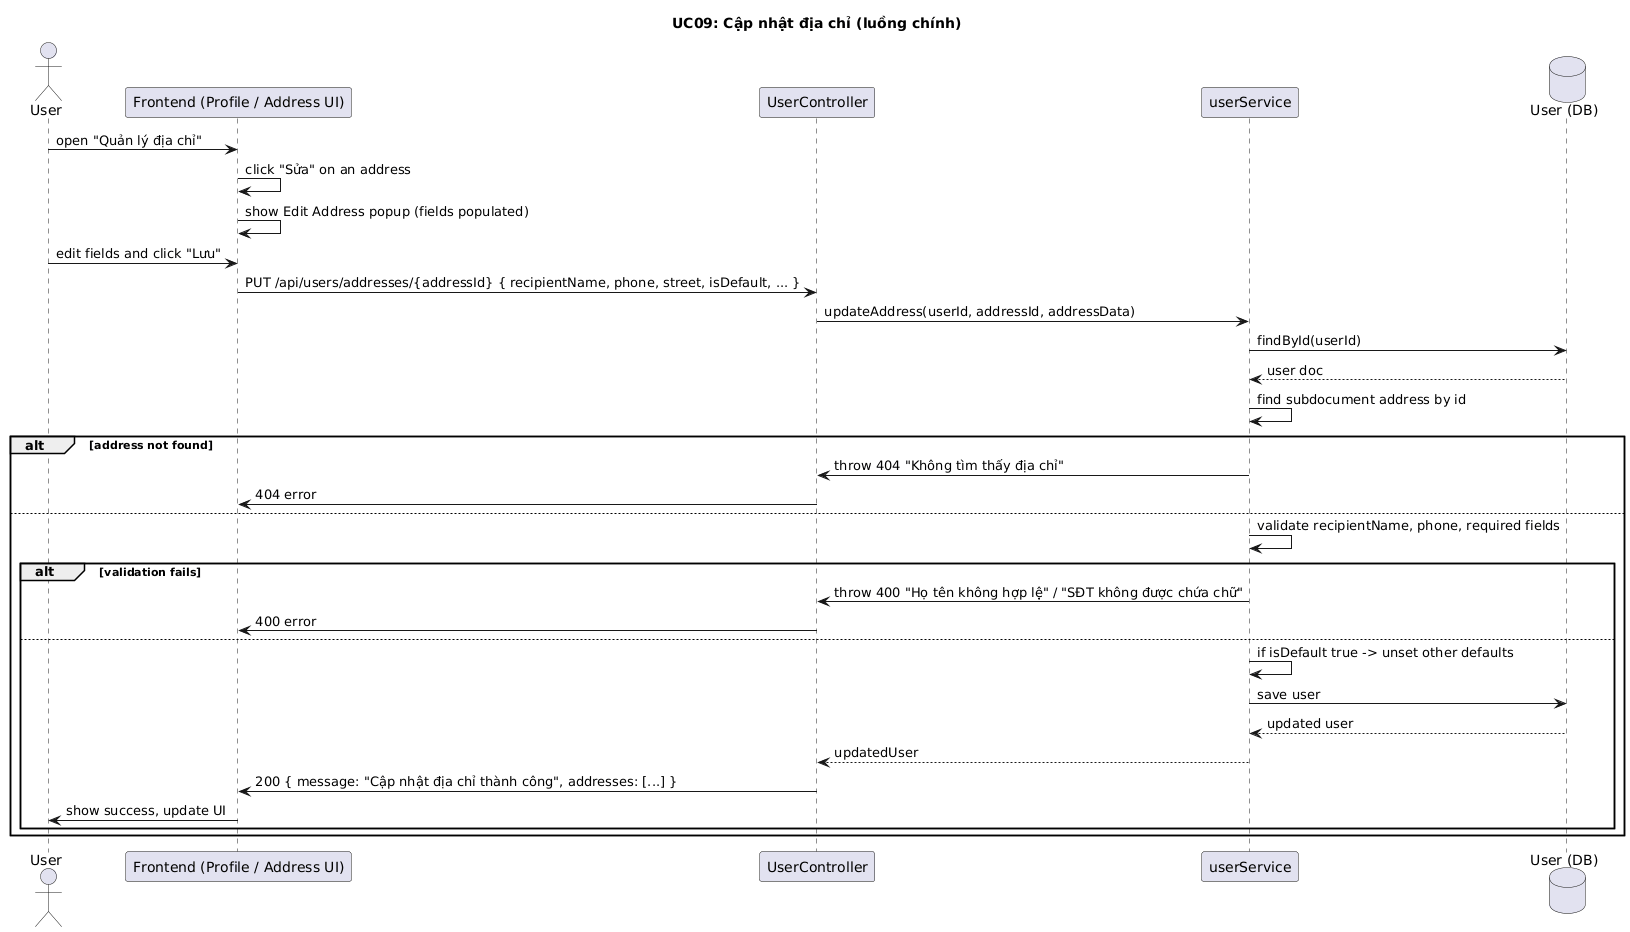 UC09: Cập nhật địa chỉ (luồng chính)
User
Frontend (Profile / Address UI)
UserController
userService
User (DB)
open "Quản lý địa chỉ"
click "Sửa" on an address
show Edit Address popup (fields populated)
edit fields and click "Lưu"
PUT /api/users/addresses/{addressId} { recipientName, phone, street, isDefault, ... }
updateAddress(userId, addressId, addressData)
findById(userId)
user doc
find subdocument address by id
alt [address not found]
throw 404 "Không tìm thấy địa chỉ"
404 error
validate recipientName, phone, required fields
alt [validation fails]
throw 400 "Họ tên không hợp lệ" / "SĐT không được chứa chữ"
400 error
if isDefault true -> unset other defaults
save user
updated user
updatedUser
200 { message: "Cập nhật địa chỉ thành công", addresses: [...] }
show success, update UI
User
Frontend (Profile / Address UI)
UserController
userService
User (DB)